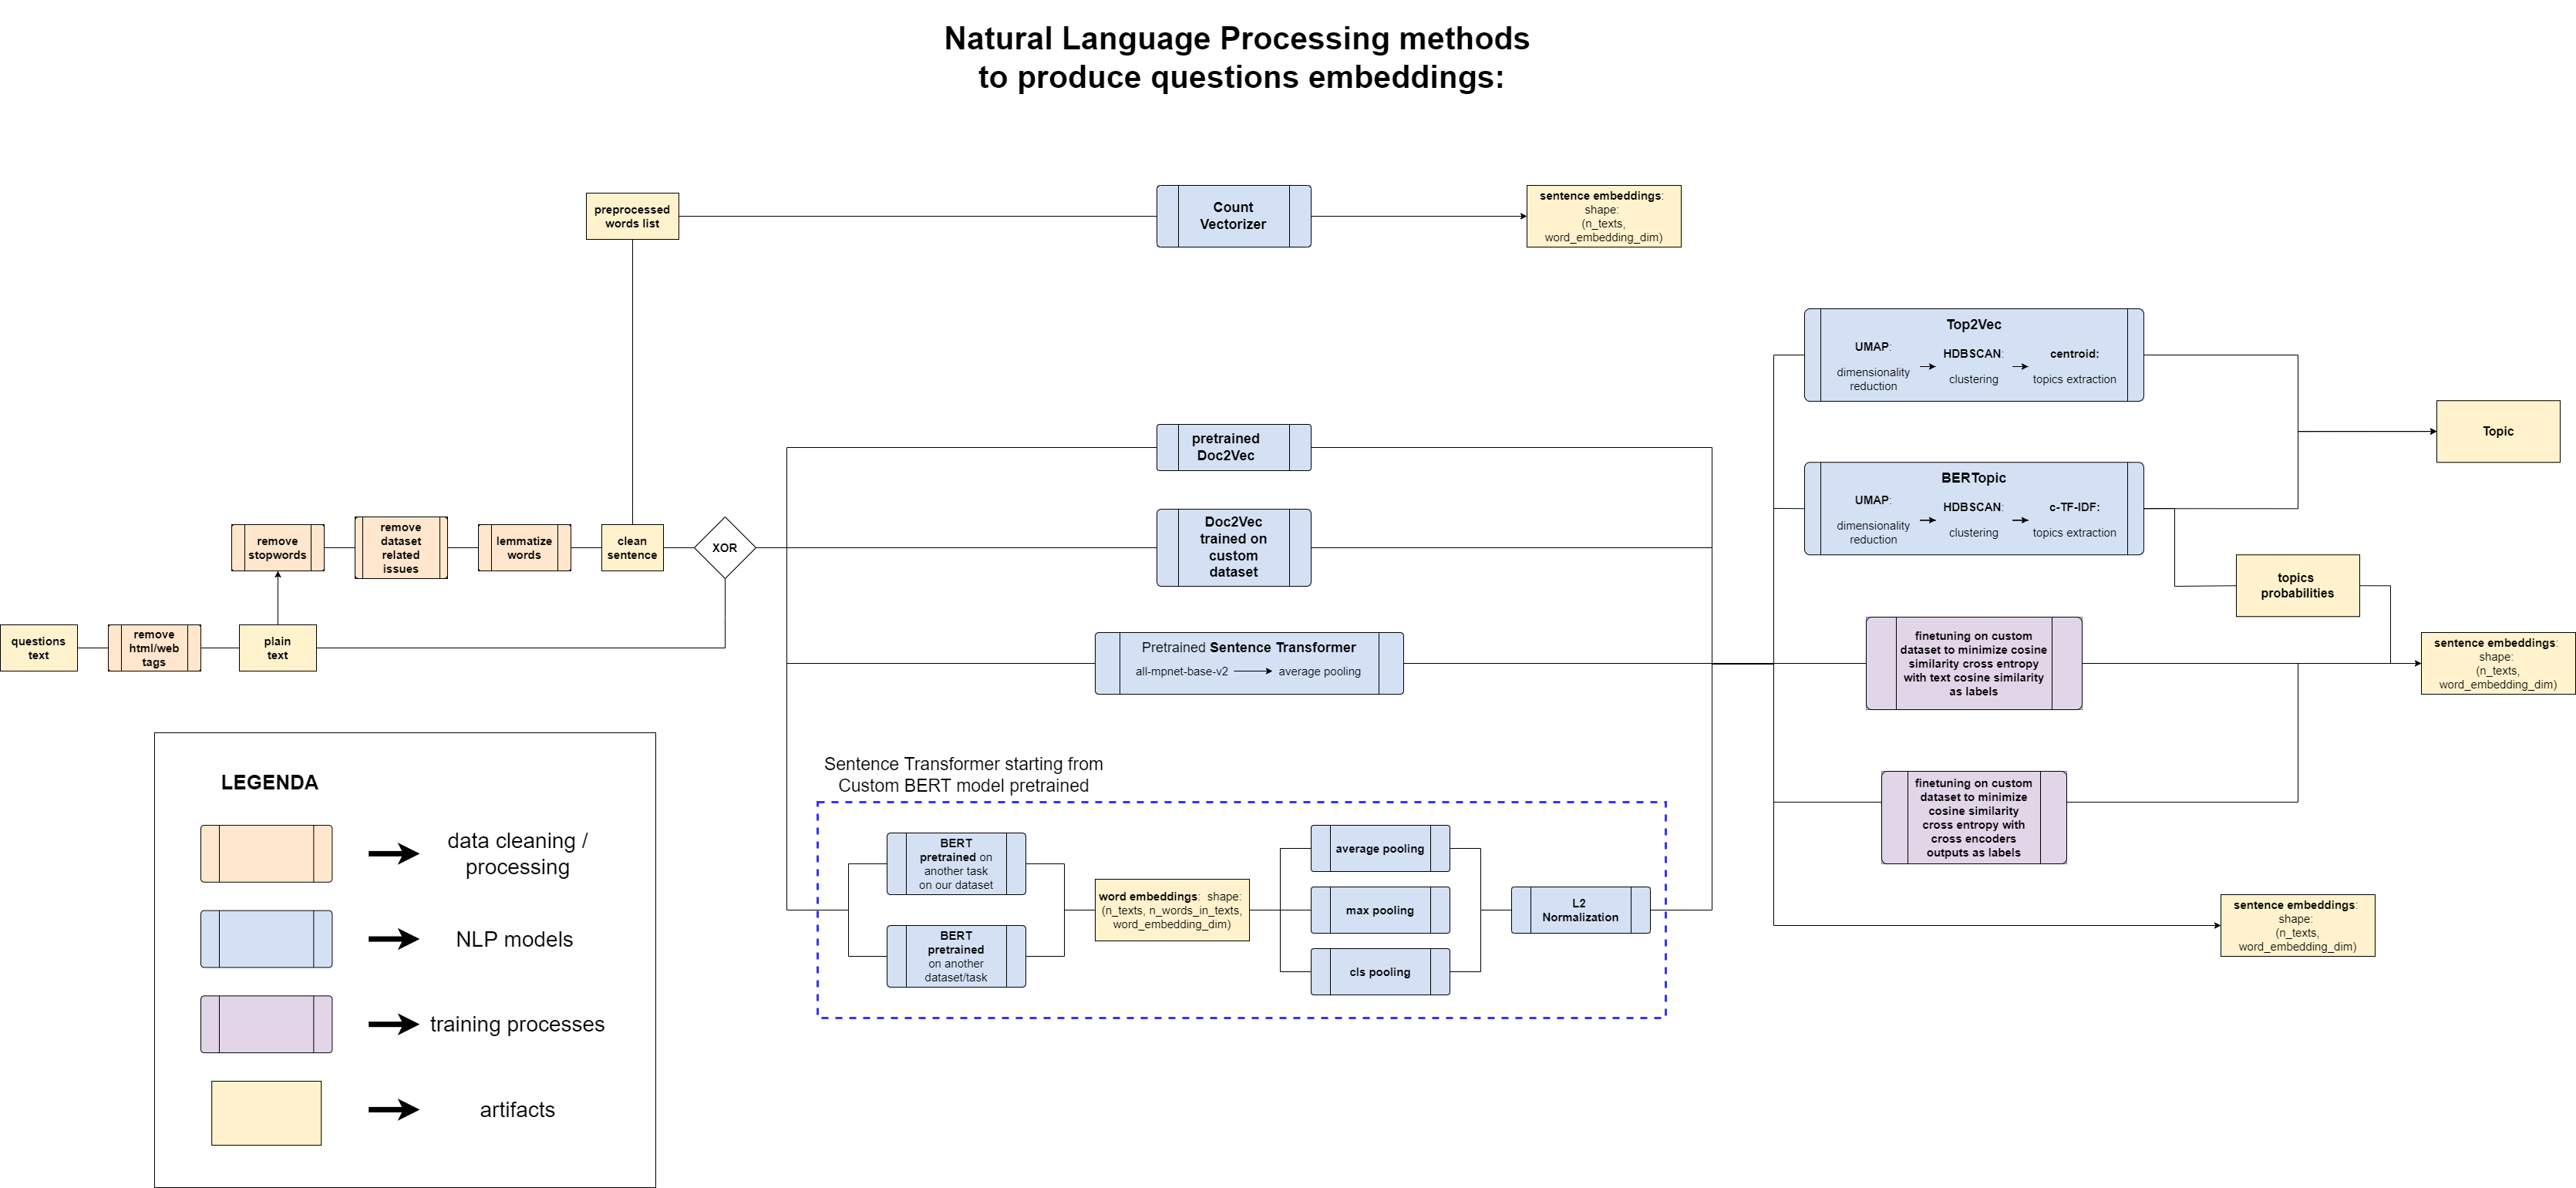 Natural Language Processing methods
to produce questions embeddings:
preprocessed
words list
Count
Vectorizer
sentence embeddings:
shape:
(n_texts,
word_embedding_dim)
Top2Vec
UMAP:
dimensionality
reduction
HDBSCAN:
clustering
centroid:
topics extraction
Topic
pretrained
Doc2Vec
BERTopic
UMAP:
dimensionality
reduction
HDBSCAN:
clustering
c-TF-IDF:
topics extraction
remove
stopwords
remove
dataset
related
issues
lemmatize
words
clean
sentence
XOR
Doc2Vec
trained on
custom
dataset
topics
probabilities
questions
text
remove
html/web
tags
plain
text
Pretrained Sentence Transformer
all-mpnet-base-v2
average pooling
finetuning on custom
dataset to minimize cosine
similarity cross entropy
with text cosine similarity
as labels
sentence embeddings:
shape:
(n_texts,
word_embedding_dim)
Sentence Transformer starting from
Custom BERT model pretrained
BERT
pretrained on
another task
on our dataset
BERT
pretrained
on another
dataset/task
word embeddings: shape:
(n_texts, n_words_in_texts,
word_embedding_dim)
average pooling
max pooling
cls pooling
L2
Normalization
finetuning on custom
dataset to minimize
cosine similarity
cross entropy with
cross encoders
outputs as labels
sentence embeddings:
shape:
(n_texts,
word_embedding_dim)
LEGENDA
data cleaning /
processing
NLP models
training processes
artifacts